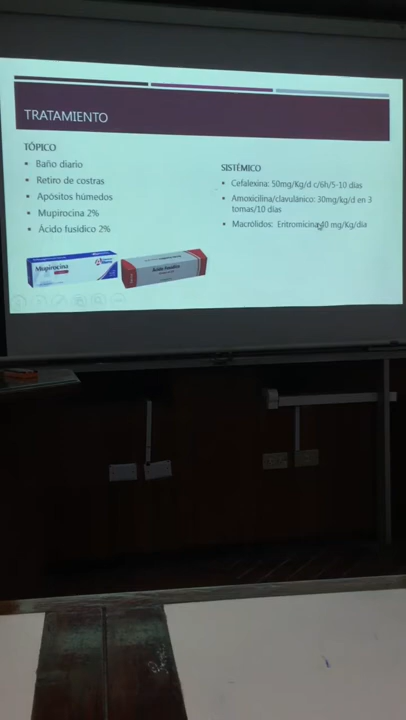 TRATAMIENTO
TÓPICO
Baño diario
Retiro de costras
Apósitos húmedos
Mupirocina 2%
Ácido fusídico 2%
SISTÉMICO
Cefalexina: 50mg/Kg/d c/6h/5-10 días
Amoxicilina/clavulánico: 30mg/kg/d en 3
tomas/10 días
Macrólidos: Eritromicina 40 mg/Kg/día
Mupirocina
Ácido fusídico